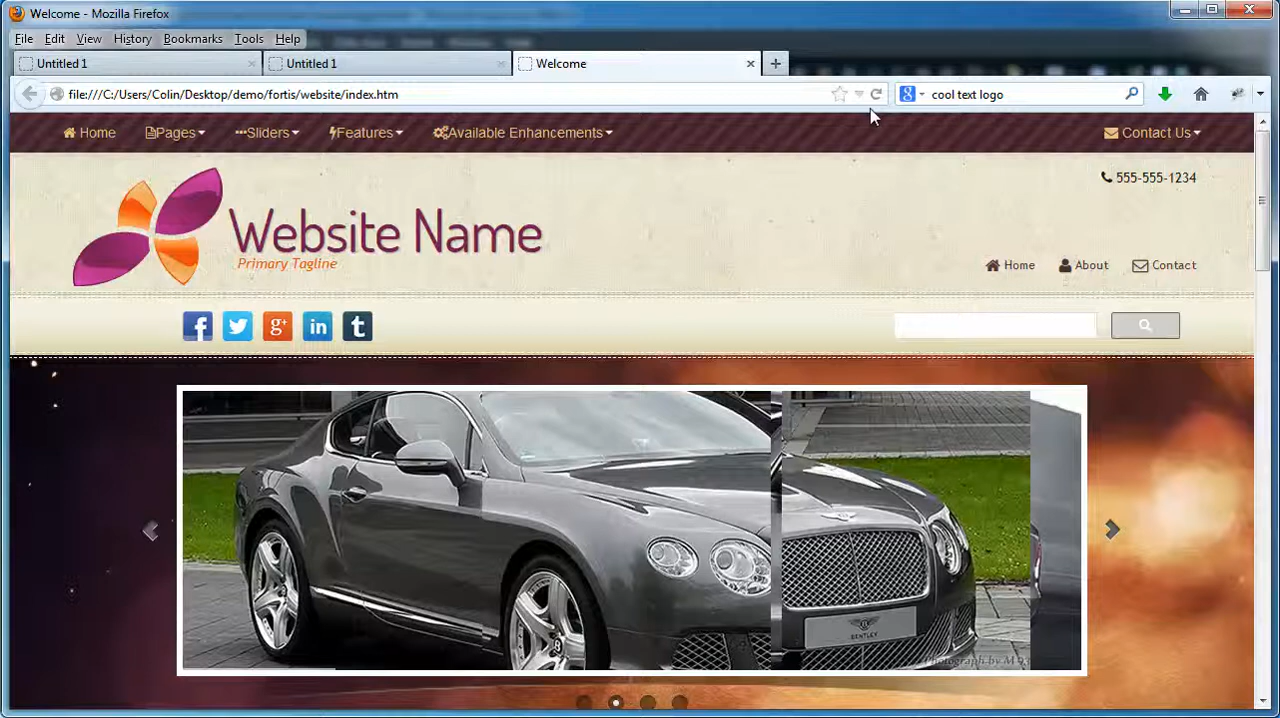 Welcome - Mozilla Firefox
File Edit View History Bookmarks Tools Help
Untitled 1 Untitled 1 Welcome
file:///C:/Users/Colin/Desktop/demo/fortis/website/index.htm cool text logo
Home Pages Sliders Features Available Enhancements Contact Us
555-555-1234
Website Name
Primary Tagline
Home About Contact
BENTLEY
Photograph by M